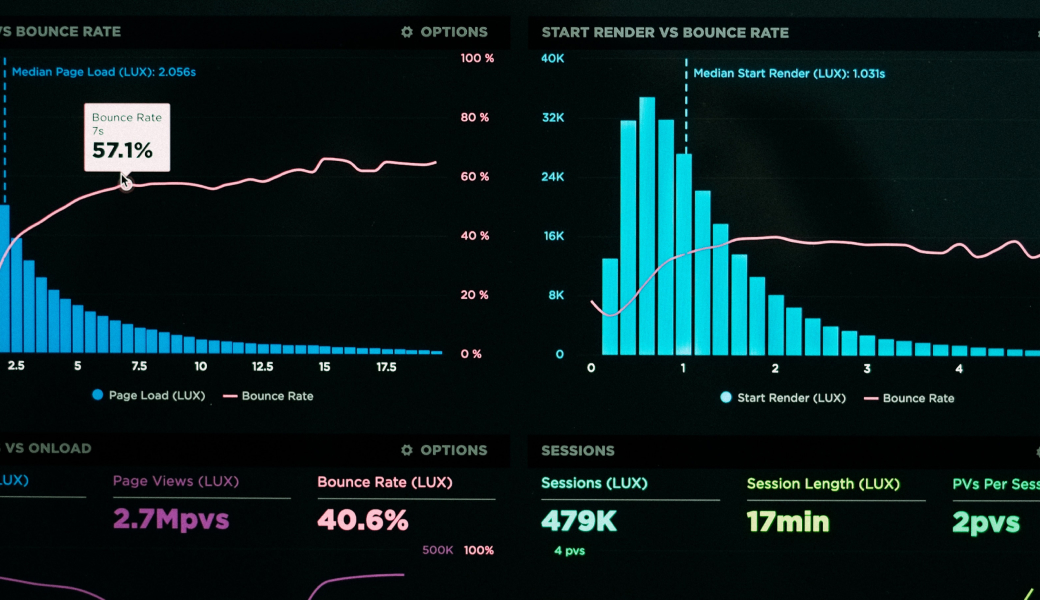 VS BOUNCE RATE
OPTIONS
100 %
Median Page Load (LUX): 2.056s
80 %
Bounce Rate
7s
57.1%
60 %
40 %
20 %
0 %
2.5 5 7.5 10 12.5 15 17.5
Page Load (LUX) Bounce Rate
START RENDER VS BOUNCE RATE
40K
Median Start Render (LUX): 1.031s
32K
24K
16K
8K
0
0 1 2 3 4
Start Render (LUX) Bounce Rate
VS ONLOAD
OPTIONS
LUX)
Page Views (LUX)
2.7Mpvs
Bounce Rate (LUX)
40.6%
500K 100%
SESSIONS
Sessions (LUX)
479K
4 pvs
Session Length (LUX)
17min
PVs Per Sess
2pvs